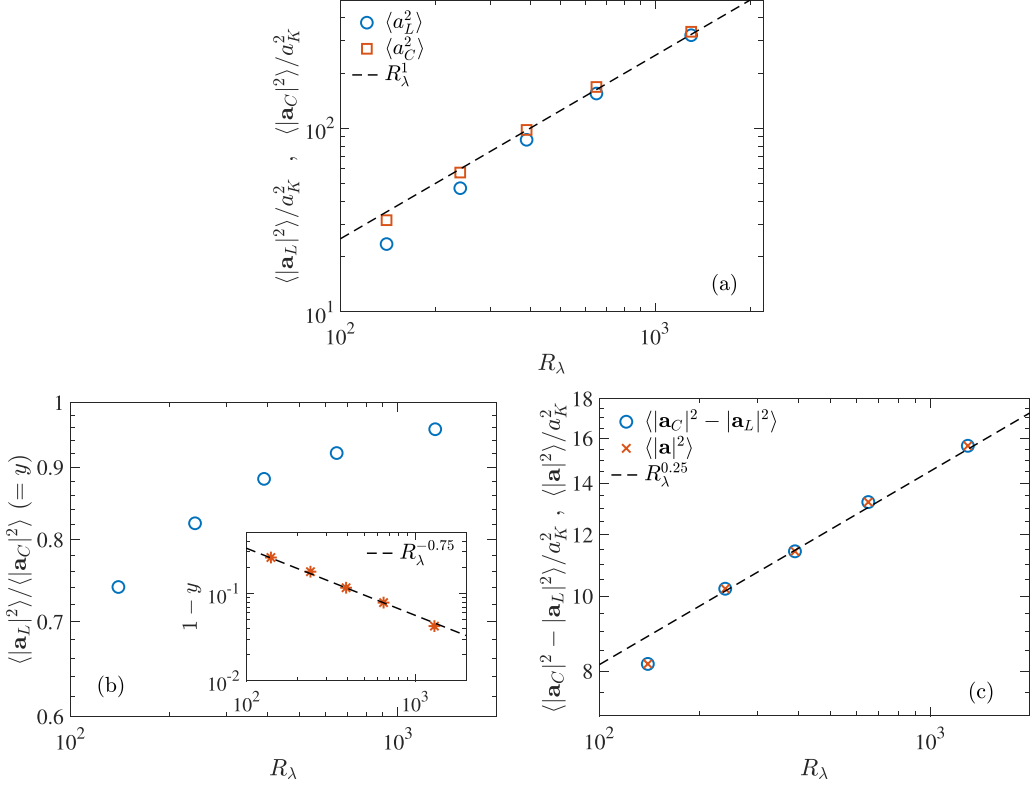 ⟨a_L^2⟩
⟨a_C^2⟩
R_λ^1
⟨|a_L|^2⟩/a_K^2 , ⟨|a_C|^2⟩/a_K^2
10^2
10^1
(a)
10^2
10^3
R_λ
⟨|a_L|^2⟩/⟨|a_C|^2⟩ (= y)
1
0.9
0.8
0.7
0.6
R_λ^{-0.75}
1 − y
10^{-1}
10^{-2}
10^2
10^3
(b)
10^2
10^3
R_λ
⟨|a_C|^2 − |a_L|^2⟩/a_K^2 , ⟨|a|^2⟩/a_K^2
18
16
14
12
10
8
⟨|a_C|^2 − |a_L|^2⟩
⟨|a|^2⟩
R_λ^{0.25}
(c)
10^2
10^3
R_λ